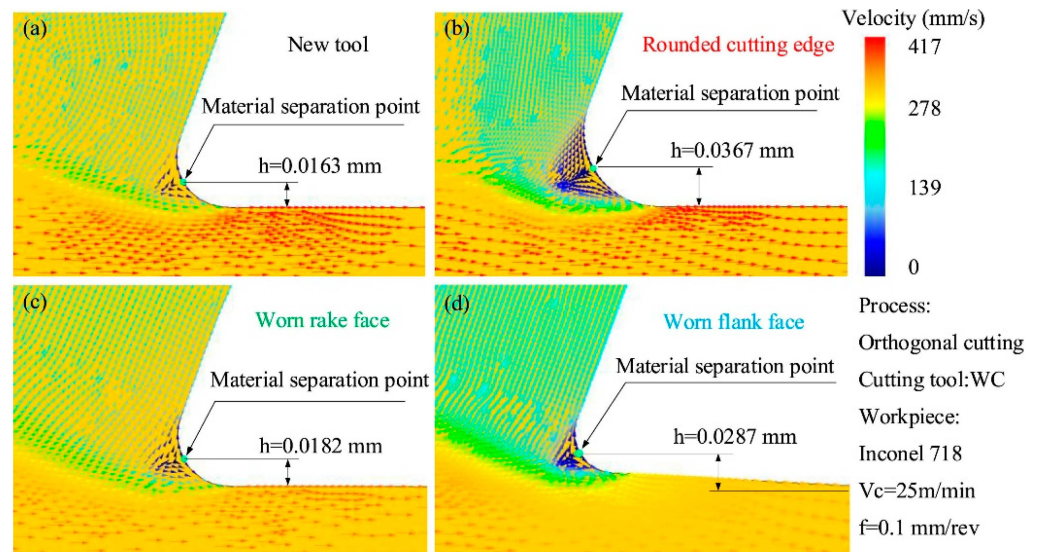 (a)
New tool
Material separation point
h=0.0163 mm
(b)
Rounded cutting edge
Material separation point
h=0.0367 mm
Velocity (mm/s)
417
278
139
0
(c)
Worn rake face
Material separation point
h=0.0182 mm
(d)
Worn flank face
Material separation point
h=0.0287 mm
Process:
Orthogonal cutting
Cutting tool:WC
Workpiece:
Inconel 718
Vc=25m/min
f=0.1 mm/rev